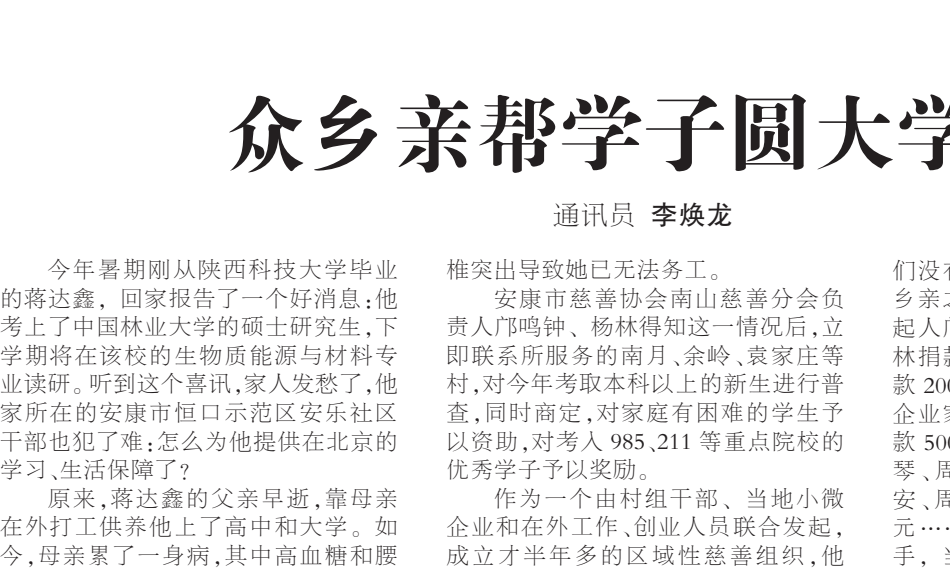 众乡亲帮学子圆大学
通讯员 李焕龙
今年暑期刚从陕西科技大学毕业
的蒋达鑫，回家报告了一个好消息：他
考上了中国林业大学的硕士研究生，下
学期将在该校的生物质能源与材料专
业读研。听到这个喜讯，家人发愁了，他
家所在的安康市恒口示范区安乐社区
干部也犯了难：怎么为他提供在北京的
学习、生活保障了？
原来，蒋达鑫的父亲早逝，靠母亲
在外打工供养他上了高中和大学。如
今，母亲累了一身病，其中高血糖和腰
椎突出导致她已无法务工。
安康市慈善协会南山慈善分会负
责人邝鸣钟、杨林得知这一情况后，立
即联系所服务的南月、余岭、袁家庄等
村，对今年考取本科以上的新生进行普
查，同时商定，对家庭有困难的学生予
以资助，对考入 985、211 等重点院校的
优秀学子予以奖励。
作为一个由村组干部、当地小微
企业和在外工作、创业人员联合发起，
成立才半年多的区域性慈善组织，他
们没
乡亲
起人
林捐
款 20
企业
款 50
琴、
安、
元……
手，